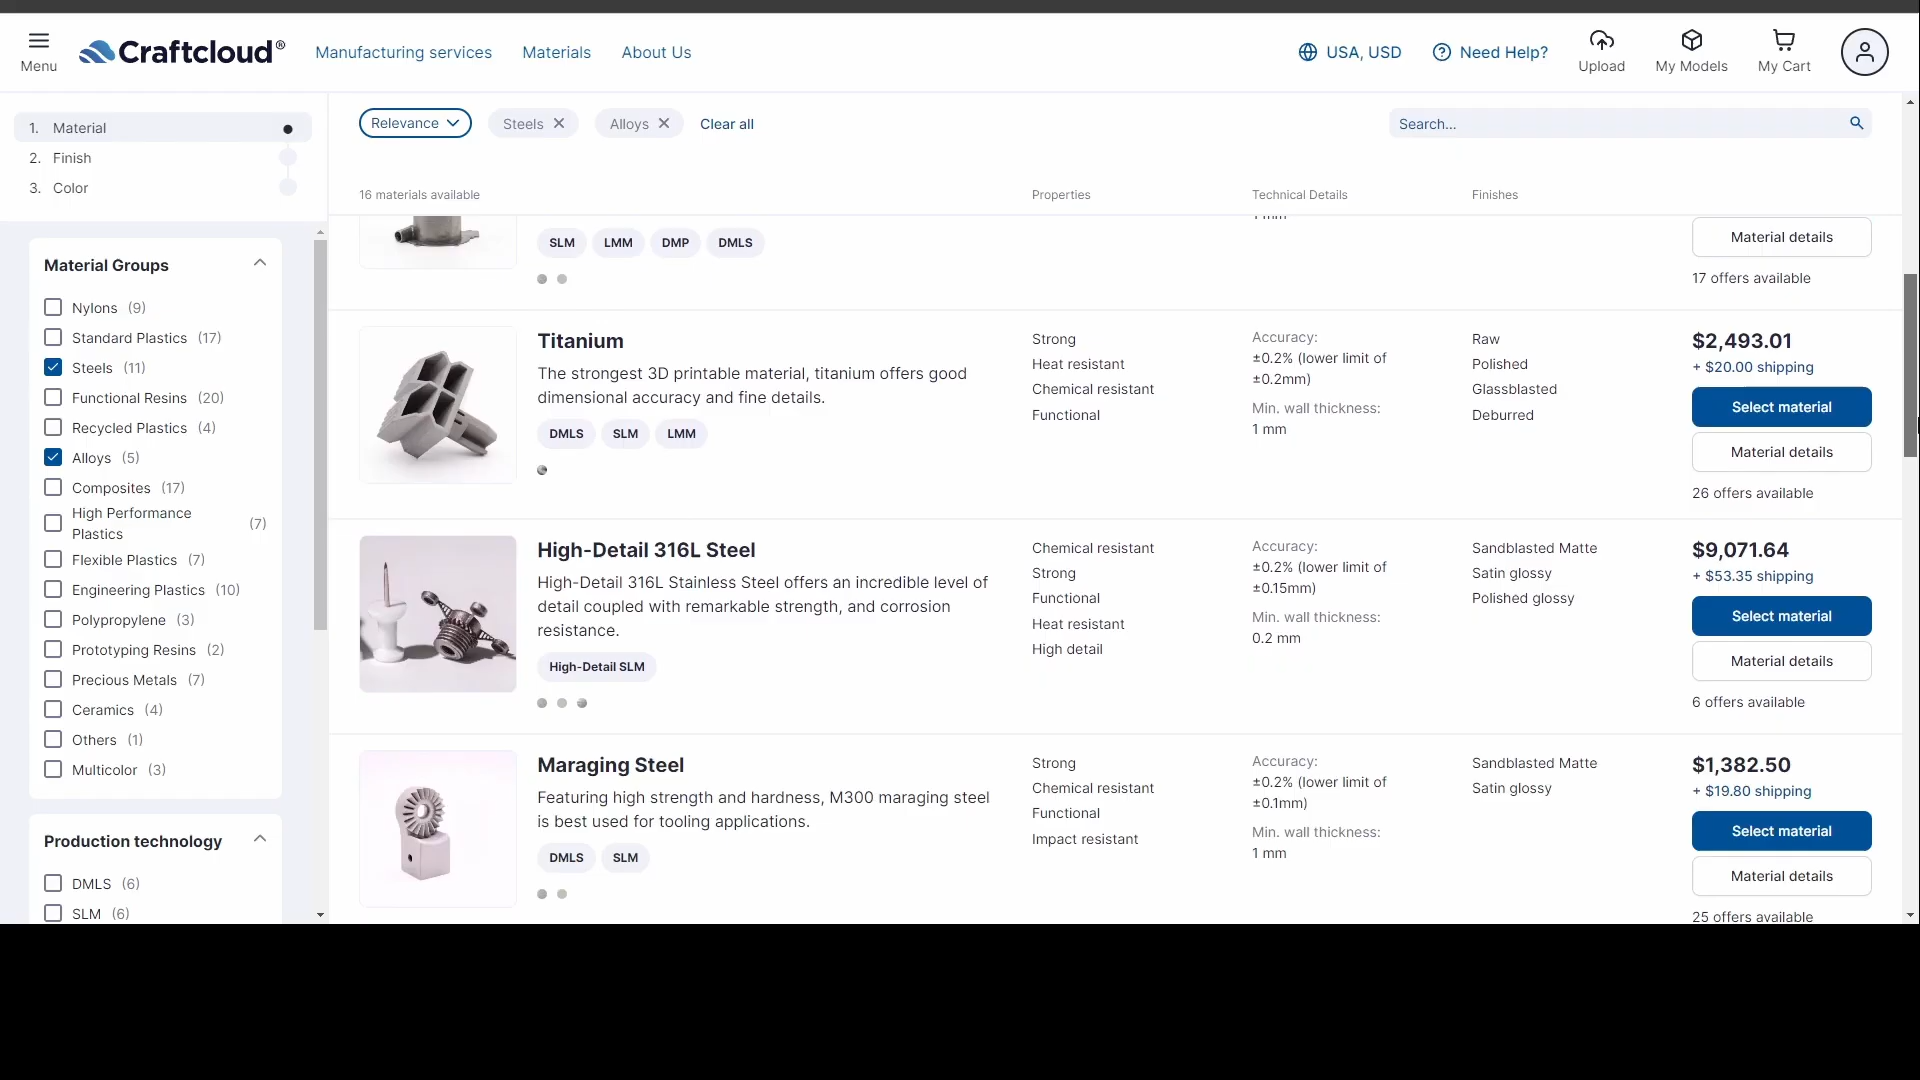 Menu
Craftcloud®
Manufacturing services
Materials
About Us
USA, USD
Need Help?
Upload
My Models
My Cart
1. Material
2. Finish
3. Color
Relevance
Steels
Alloys
Clear all
Search...
16 materials available
Properties
Technical Details
Finishes
Material Groups
Nylons (9)
Standard Plastics (17)
Steels (11)
Functional Resins (20)
Recycled Plastics (4)
Alloys (5)
Composites (17)
High Performance
Plastics (7)
Flexible Plastics (7)
Engineering Plastics (10)
Polypropylene (3)
Prototyping Resins (2)
Precious Metals (7)
Ceramics (4)
Others (1)
Multicolor (3)
Production technology
DMLS (6)
SLM (6)
SLM LMM DMP DMLS
1 mm
Material details
17 offers available
Titanium
The strongest 3D printable material, titanium offers good
dimensional accuracy and fine details.
DMLS SLM LMM
Strong
Heat resistant
Chemical resistant
Functional
Accuracy:
±0.2% (lower limit of
±0.2mm)
Min. wall thickness:
1 mm
Raw
Polished
Glassblasted
Deburred
$2,493.01
+ $20.00 shipping
Select material
Material details
26 offers available
High-Detail 316L Steel
High-Detail 316L Stainless Steel offers an incredible level of
detail coupled with remarkable strength, and corrosion
resistance.
High-Detail SLM
Chemical resistant
Strong
Functional
Heat resistant
High detail
Accuracy:
±0.2% (lower limit of
±0.15mm)
Min. wall thickness:
0.2 mm
Sandblasted Matte
Satin glossy
Polished glossy
$9,071.64
+ $53.35 shipping
Select material
Material details
6 offers available
Maraging Steel
Featuring high strength and hardness, M300 maraging steel
is best used for tooling applications.
DMLS SLM
Strong
Chemical resistant
Functional
Impact resistant
Accuracy:
±0.2% (lower limit of
±0.1mm)
Min. wall thickness:
1 mm
Sandblasted Matte
Satin glossy
$1,382.50
+ $19.80 shipping
Select material
Material details
25 offers available